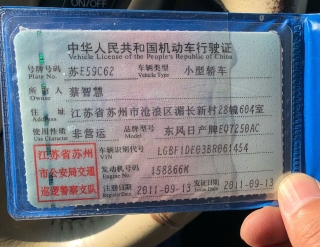 中华人民共和国机动车行驶证
Vehicle License of the People's Republic of China
号牌号码 苏E59C62 车辆类型 小型轿车
Plate No. Vehicle Type
所有人 蔡智慧
Owner
住址 江苏省苏州市沧浪区湄长新村28幢604室
Address
使用性质 非营运 品牌型号 东风日产牌EQ7250AC
江苏省苏州
市公安局交通
巡逻警察支队
车辆识别代号 LGBF1DE03BR061454
VIN
发动机号码 158866K
Engine No.
注册日期 2011-09-13 发证日期 2011-09-13
Register Date Issue Date